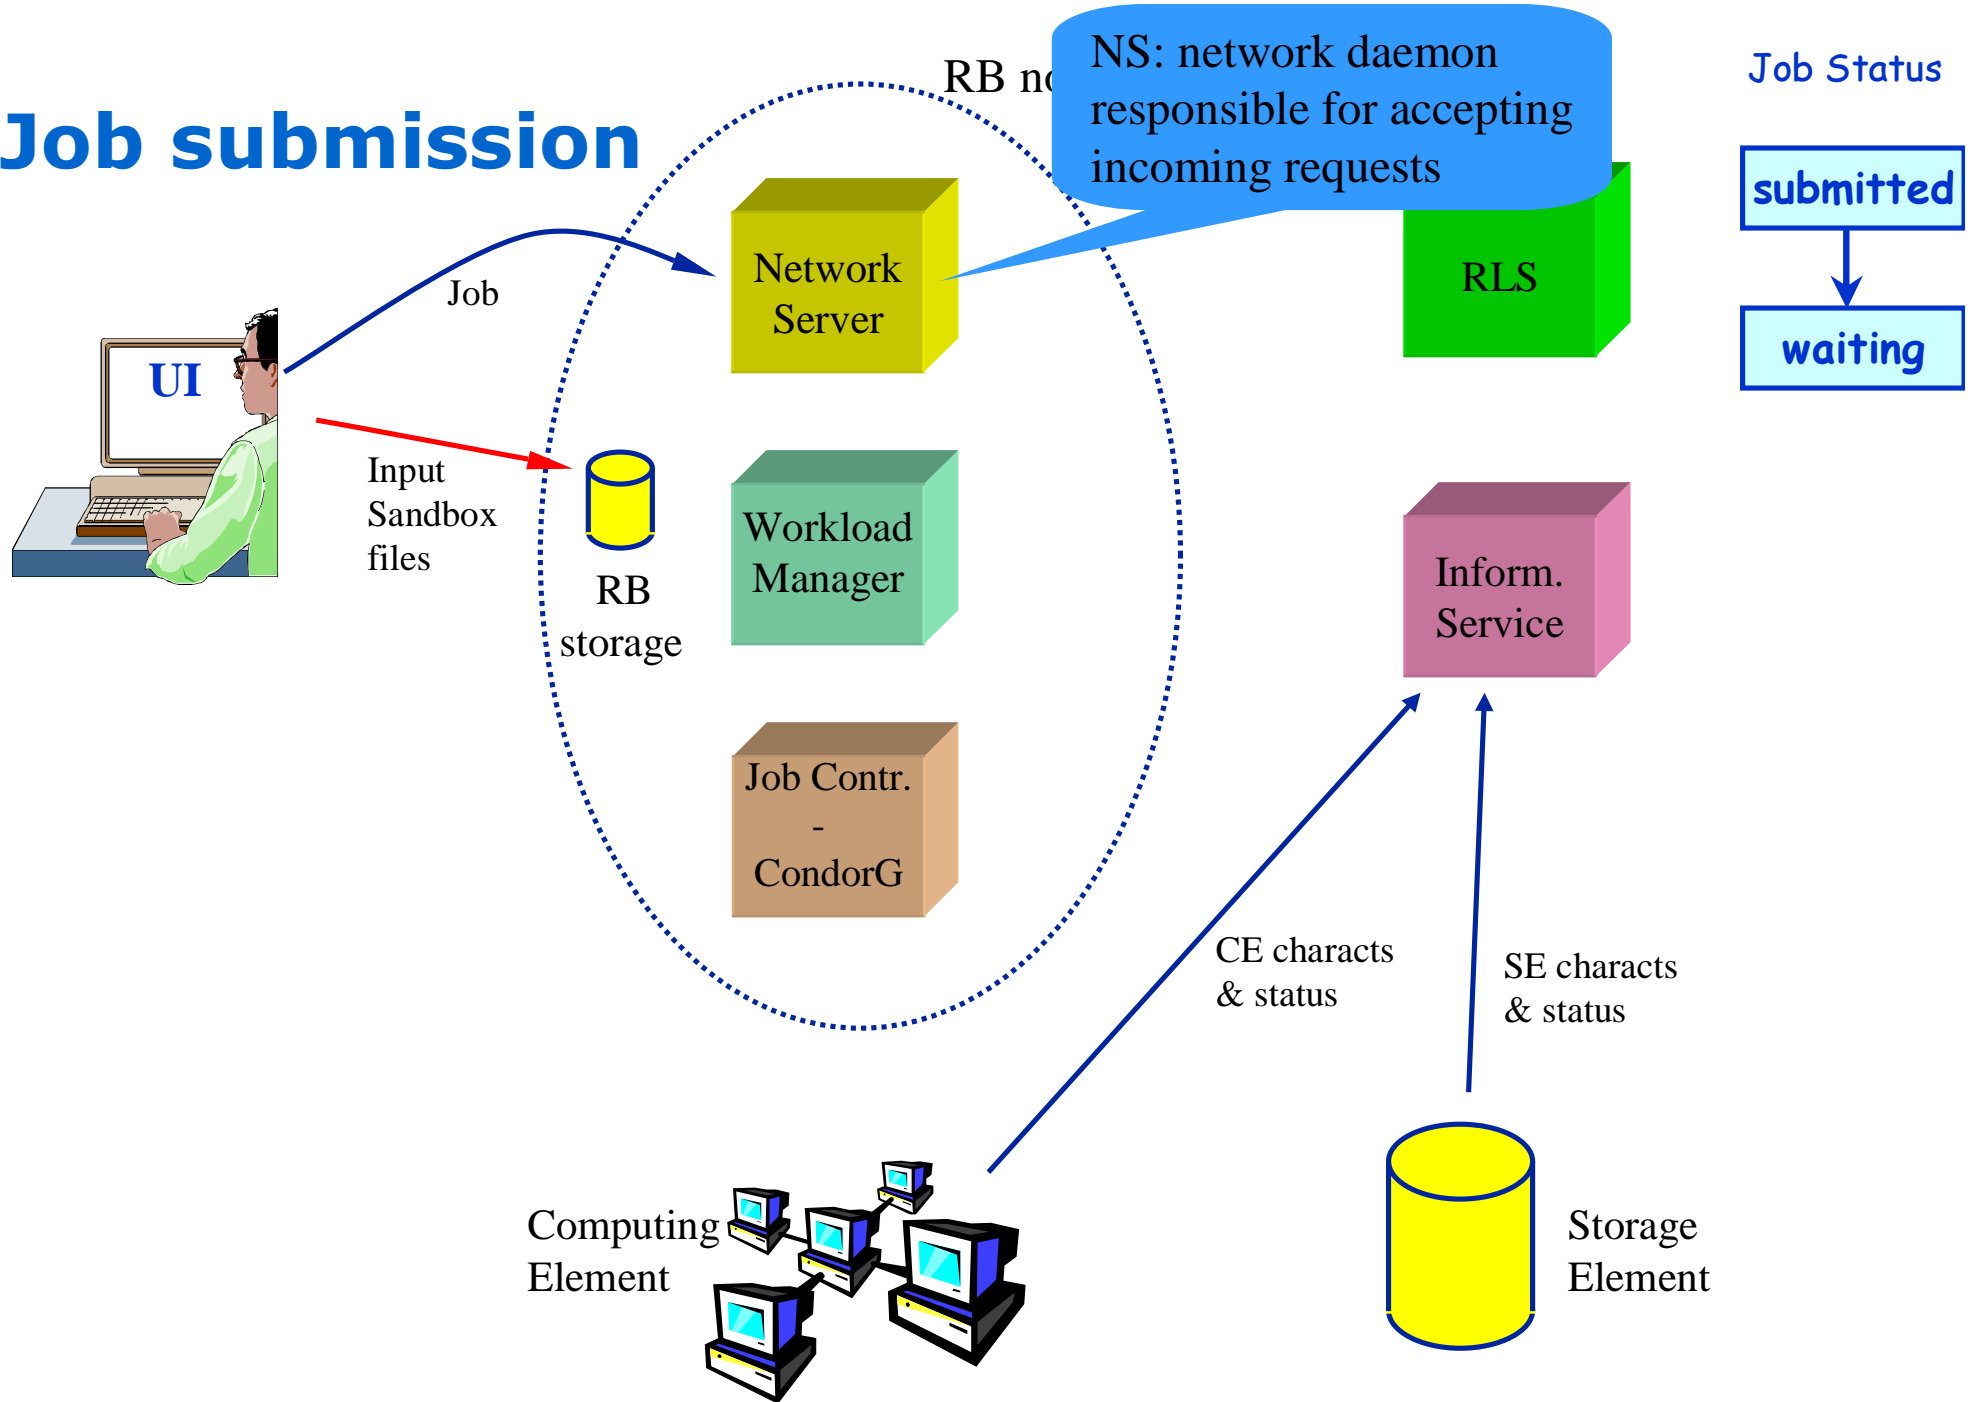 Job submission
RB
NS: network daemon
responsible for accepting
incoming requests
Job Status
submitted
waiting
Network
Server
RLS
Job
UI
Input
Sandbox
files
RB
storage
Workload
Manager
Inform.
Service
Job Contr.
-
CondorG
CE characts
& status
SE characts
& status
Computing
Element
Storage
Element